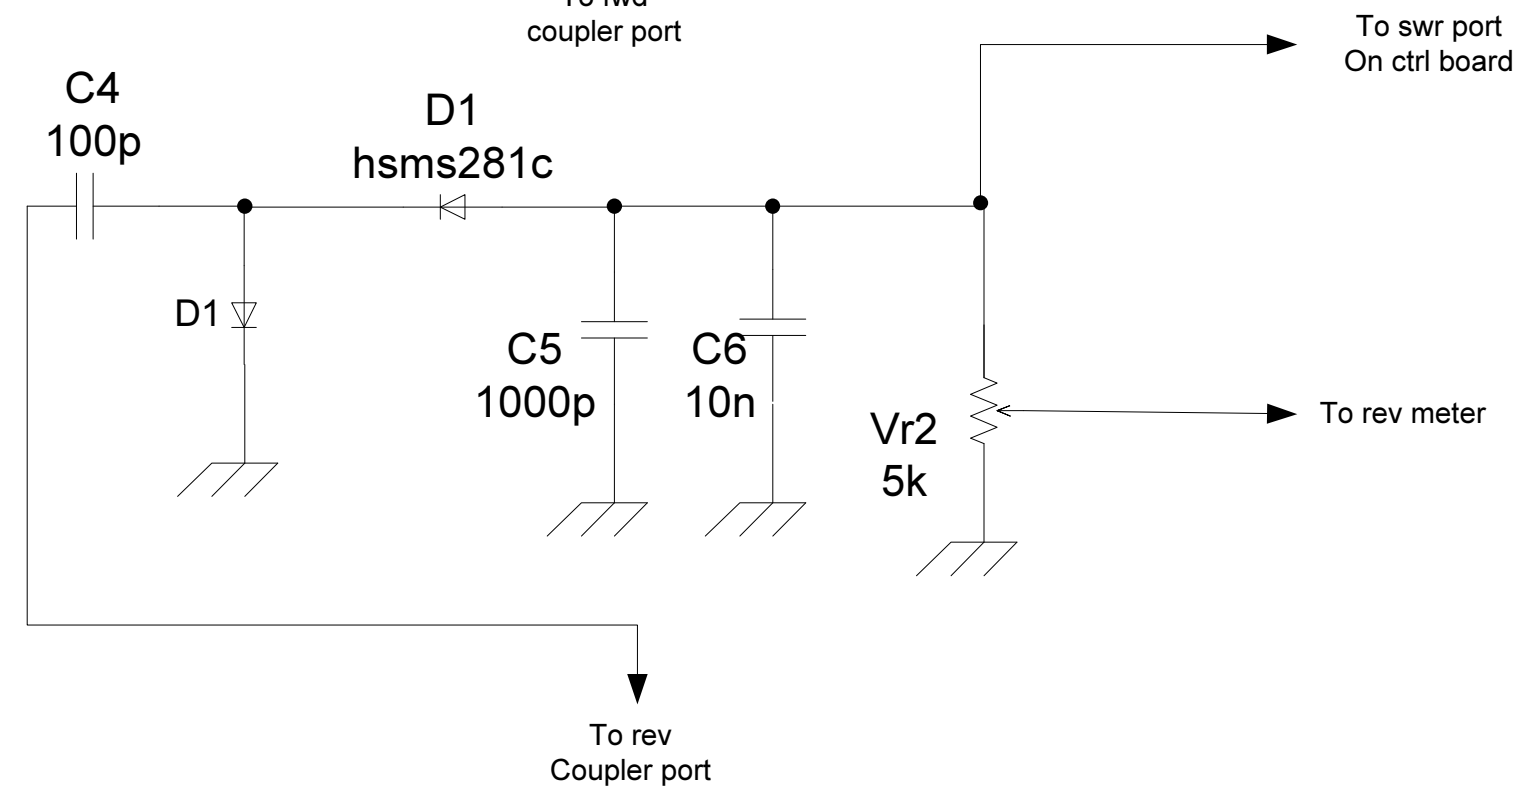 coupler port
To swr port
On ctrl board
C4
100p
D1
hsms281c
D1
C5
1000p
C6
10n
Vr2
5k
To rev meter
To rev
Coupler port